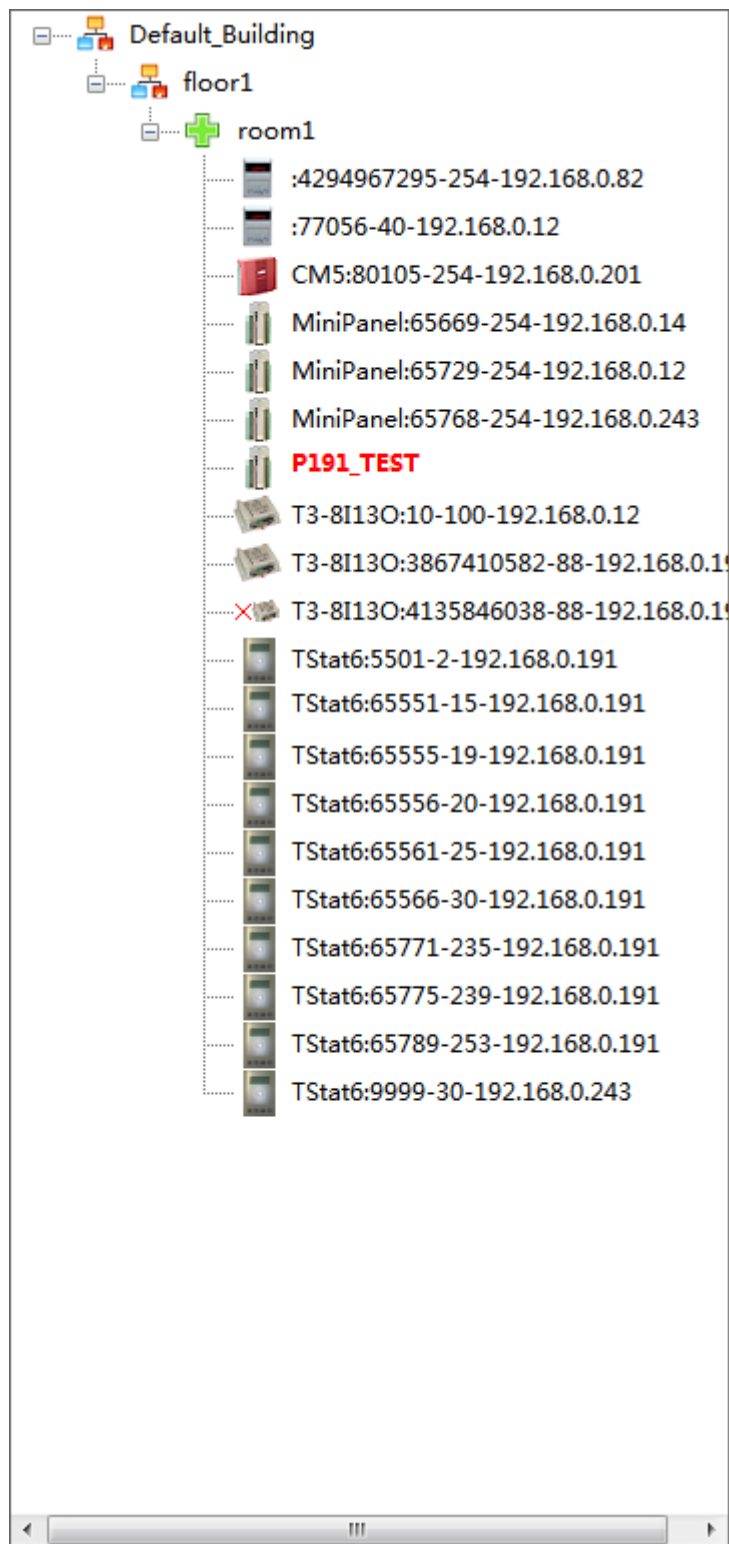 Default_Building
floor1
room1
:4294967295-254-192.168.0.82
:77056-40-192.168.0.12
CM5:80105-254-192.168.0.201
MiniPanel:65669-254-192.168.0.14
MiniPanel:65729-254-192.168.0.12
MiniPanel:65768-254-192.168.0.243
P191_TEST
T3-8I13O:10-100-192.168.0.12
T3-8I13O:3867410582-88-192.168.0.19
T3-8I13O:4135846038-88-192.168.0.19
TStat6:5501-2-192.168.0.191
TStat6:65551-15-192.168.0.191
TStat6:65555-19-192.168.0.191
TStat6:65556-20-192.168.0.191
TStat6:65561-25-192.168.0.191
TStat6:65566-30-192.168.0.191
TStat6:65771-235-192.168.0.191
TStat6:65775-239-192.168.0.191
TStat6:65789-253-192.168.0.191
TStat6:9999-30-192.168.0.243